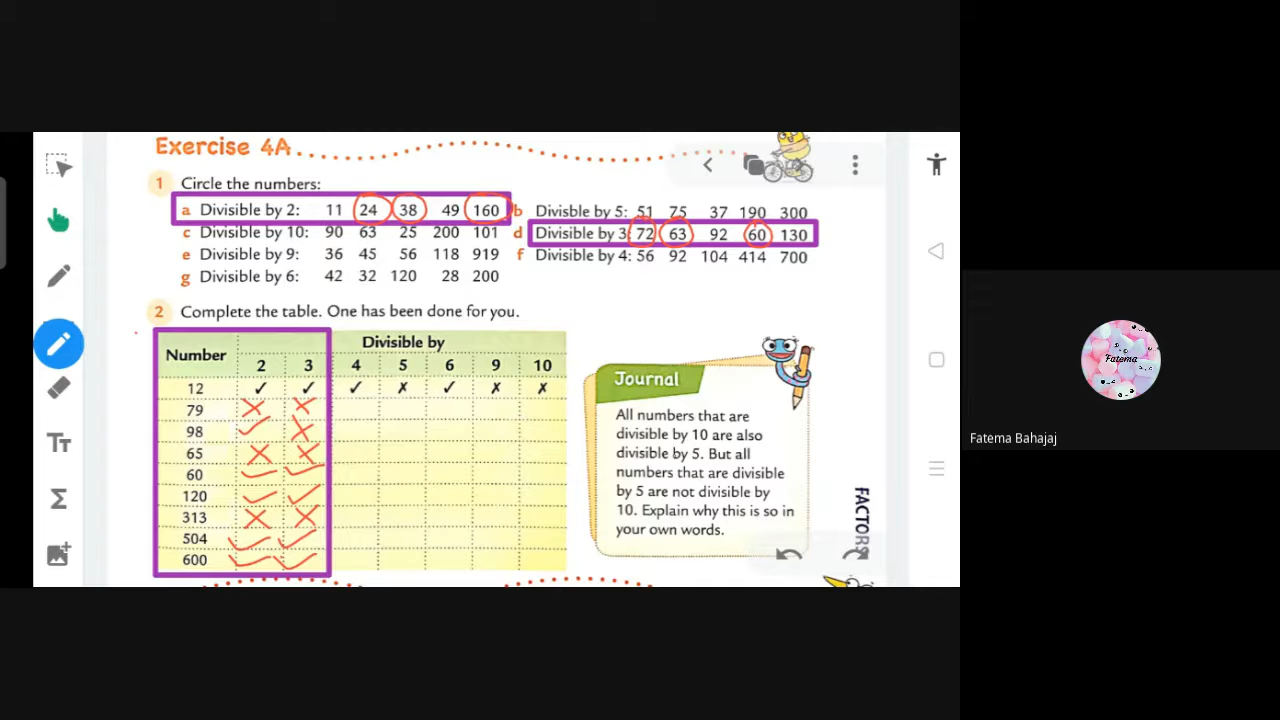 Exercise 4A
1 Circle the numbers:
a Divisible by 2: 11 24 38 49 160
b Divisble by 5: 51 75 37 190 300
c Divisible by 10: 90 63 25 200 101
d Divisible by 3: 72 63 92 60 130
e Divisible by 9: 36 45 56 118 919
f Divisible by 4: 56 92 104 414 700
g Divisible by 6: 42 32 120 28 200
2 Complete the table. One has been done for you.
Number Divisible by
2 3 4 5 6 9 10
12 ✓ ✓ ✓ ✗ ✓ ✗ ✗
79 ✗ ✗
98 ✓ ✗
65 ✗ ✗
60 ✓ ✓
120 ✓ ✓
313 ✗ ✗
504 ✓ ✓
600 ✓ ✓
Journal
All numbers that are
divisible by 10 are also
divisible by 5. But all
numbers that are divisible
by 5 are not divisible by
10. Explain why this is so in
your own words.
FACTORS
Tт
Σ
Fatema
Fatema Bahajaj